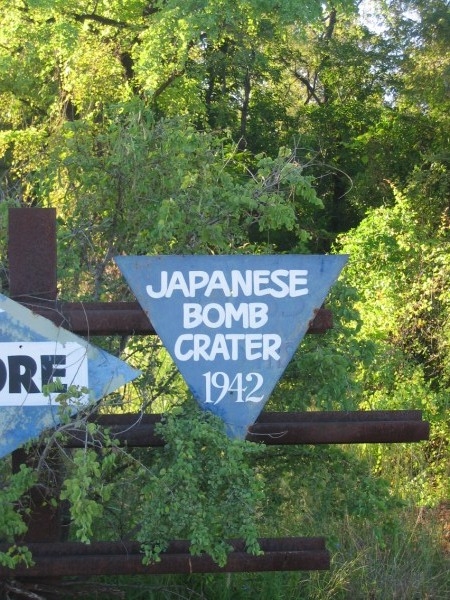 JAPANESE
BOMB
CRATER
1942
ORE